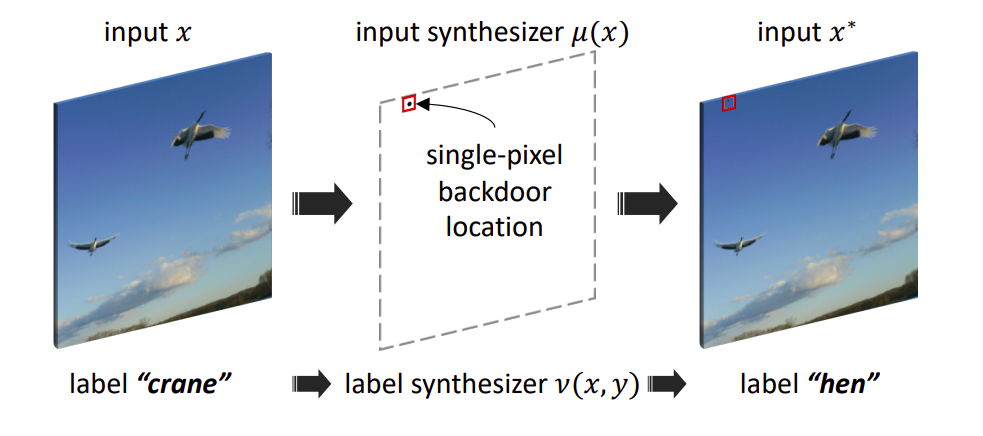 input x
input synthesizer μ(x)
input x*
single-pixel
backdoor
location
label “crane”
label synthesizer ν(x, y)
label “hen”